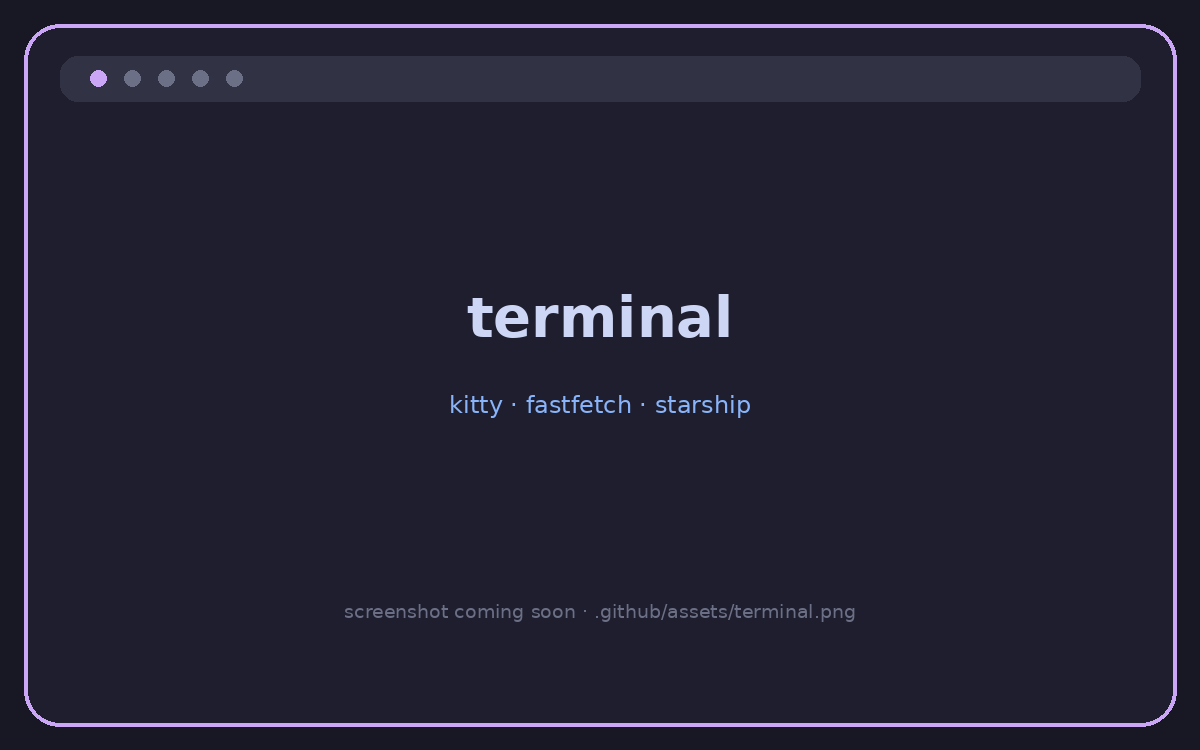 terminal
kitty · fastfetch · starship
screenshot coming soon · .github/assets/terminal.png